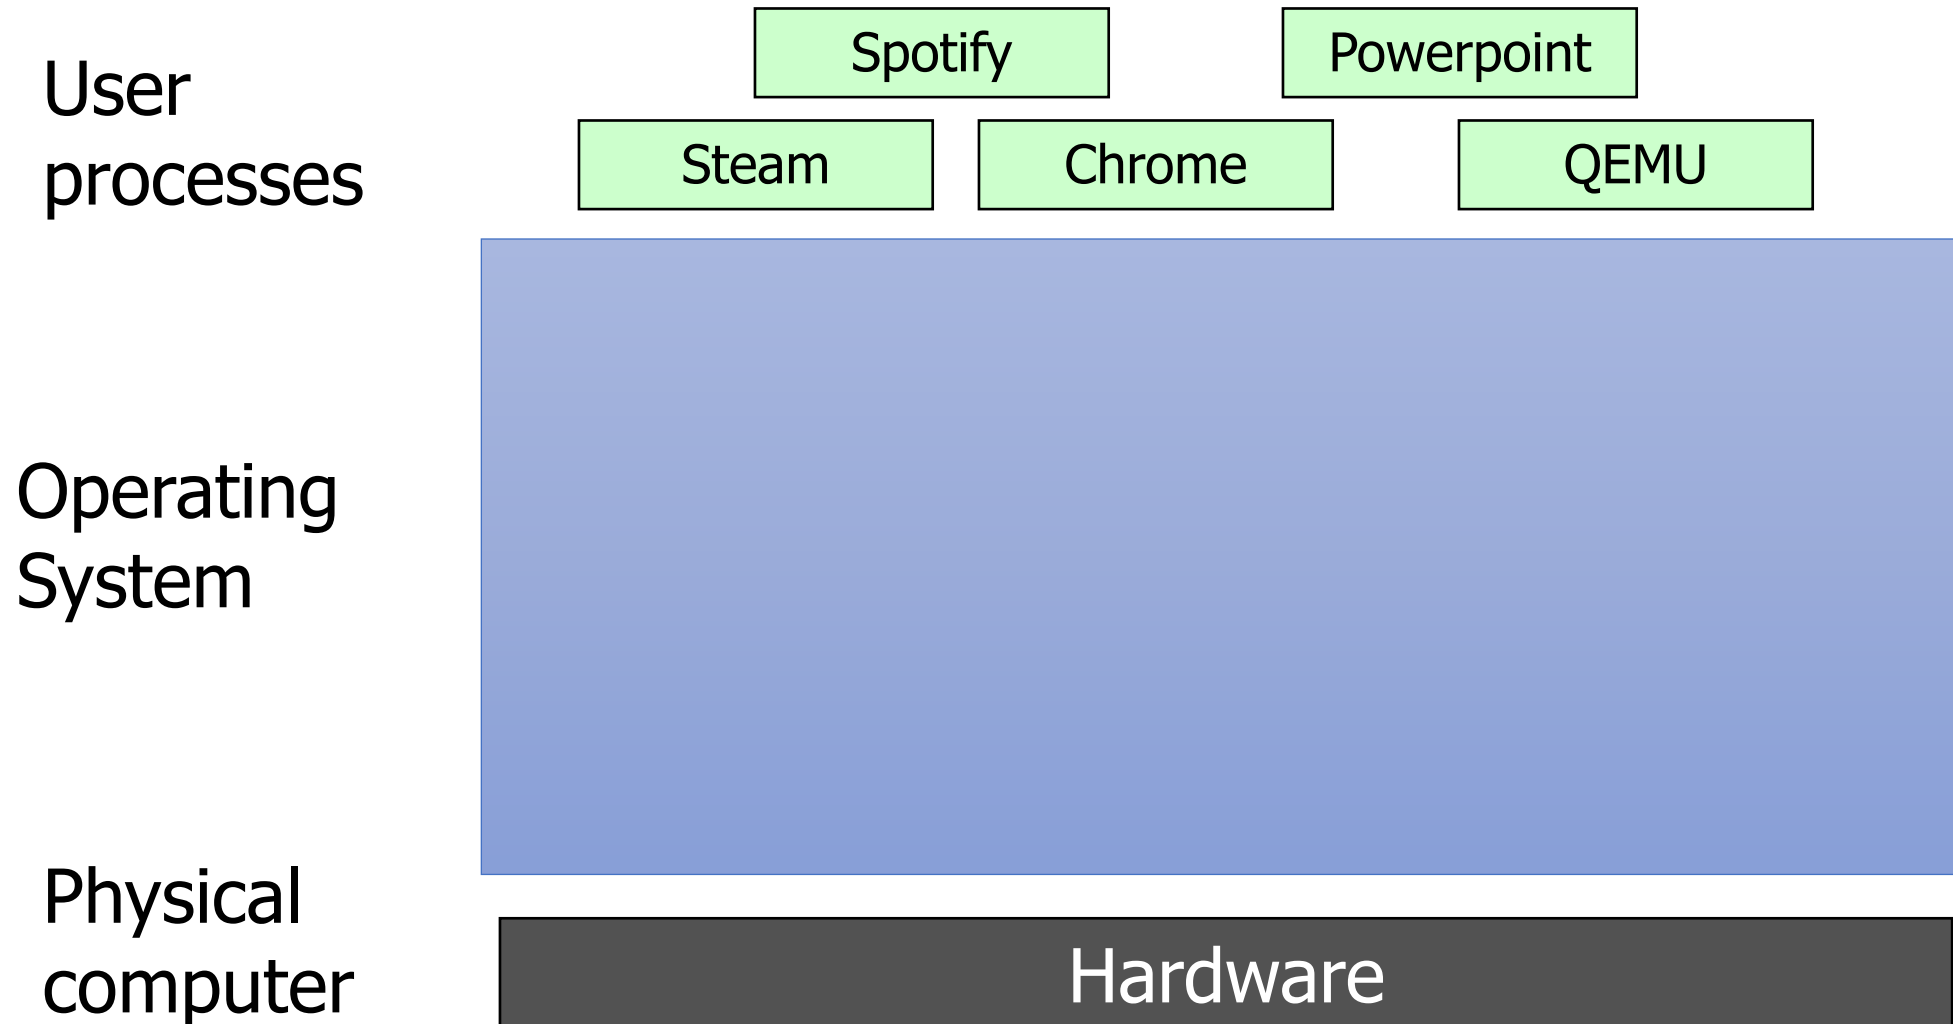 User
processes
Spotify
Powerpoint
Steam
Chrome
QEMU
Operating
System
Physical
computer
Hardware